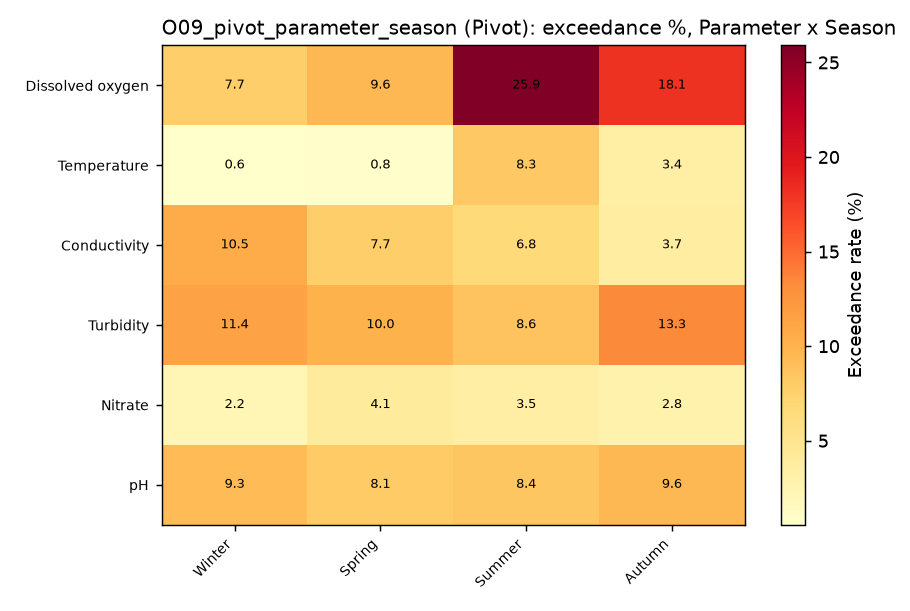 O09_pivot_parameter_season (Pivot): exceedance %, Parameter x Season
Dissolved oxygen 7.7 9.6 25.9 18.1
Temperature 0.6 0.8 8.3 3.4
Conductivity 10.5 7.7 6.8 3.7
Turbidity 11.4 10.0 8.6 13.3
Nitrate 2.2 4.1 3.5 2.8
pH 9.3 8.1 8.4 9.6
Winter Spring Summer Autumn
25
20
15
10
5
Exceedance rate (%)